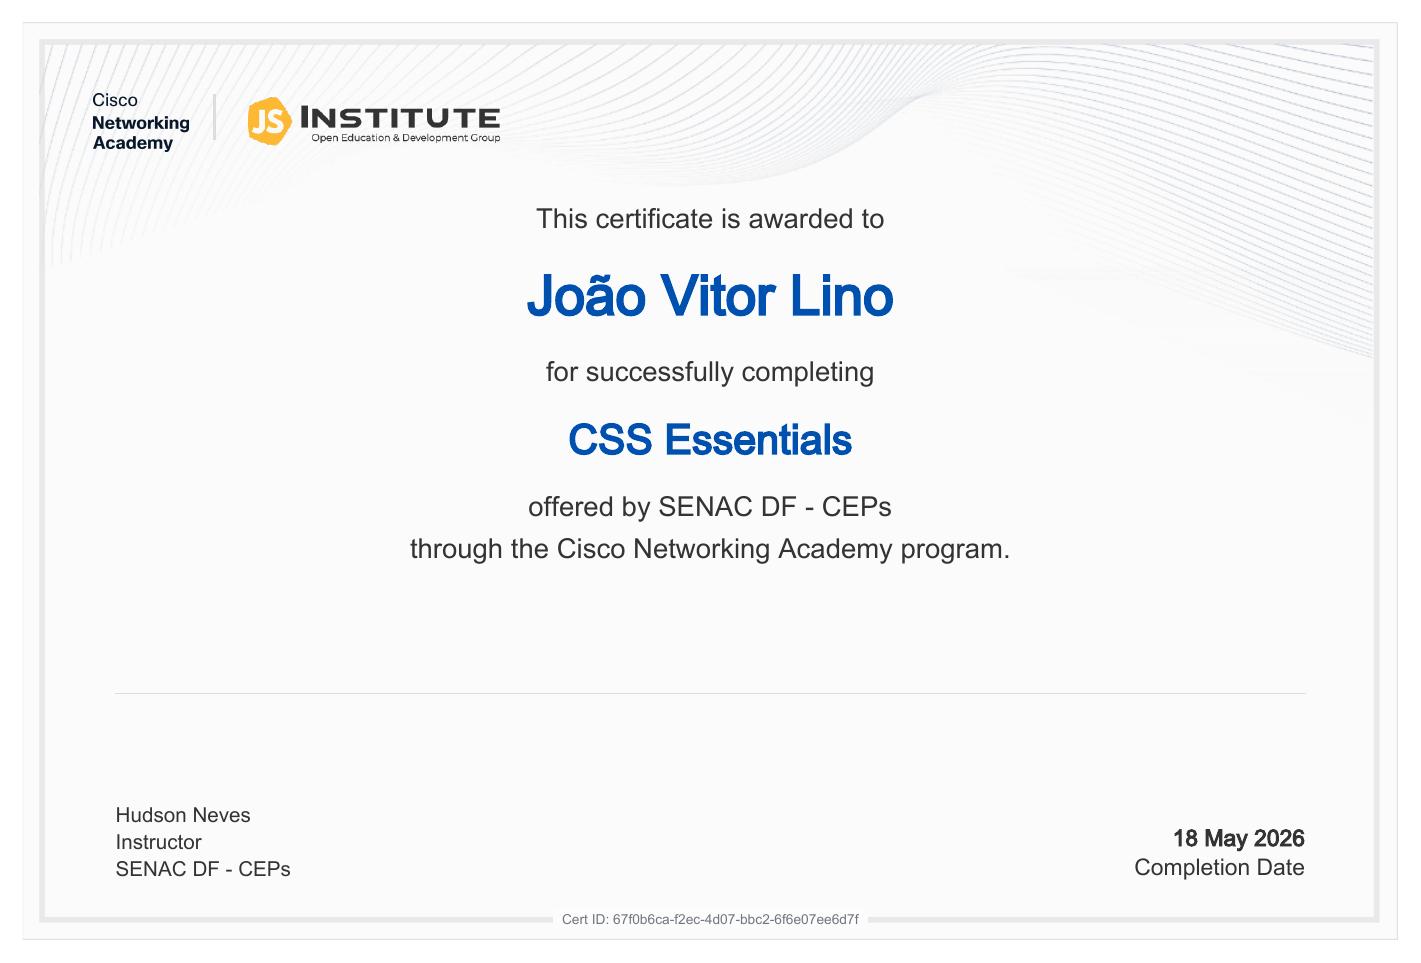 Cisco
Networking
Academy
JS INSTITUTE
Open Education & Development Group
This certificate is awarded to
João Vitor Lino
for successfully completing
CSS Essentials
offered by SENAC DF - CEPs
through the Cisco Networking Academy program.
Hudson Neves
Instructor
SENAC DF - CEPs
18 May 2026
Completion Date
Cert ID: 67f0b6ca-f2ec-4d07-bbc2-6f6e07ee6d7f